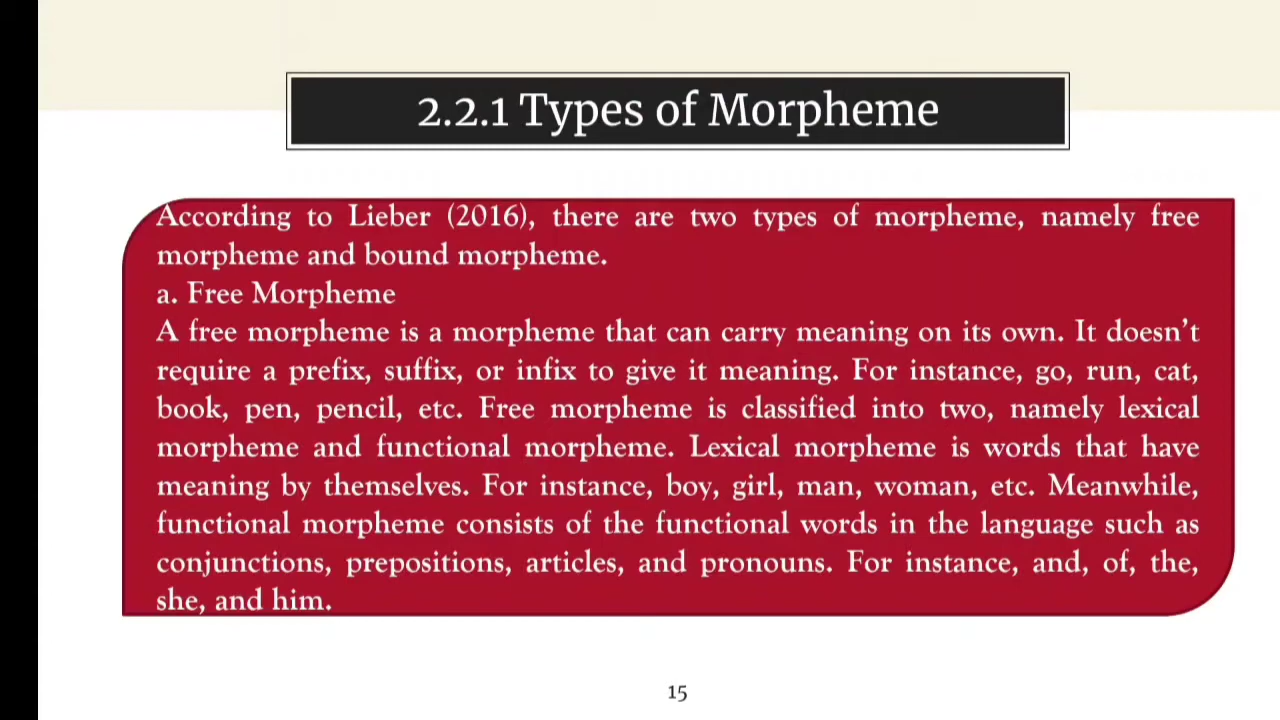 2.2.1 Types of Morpheme
According to Lieber (2016), there are two types of morpheme, namely free
morpheme and bound morpheme.
a. Free Morpheme
A free morpheme is a morpheme that can carry meaning on its own. It doesn’t
require a prefix, suffix, or infix to give it meaning. For instance, go, run, cat,
book, pen, pencil, etc. Free morpheme is classified into two, namely lexical
morpheme and functional morpheme. Lexical morpheme is words that have
meaning by themselves. For instance, boy, girl, man, woman, etc. Meanwhile,
functional morpheme consists of the functional words in the language such as
conjunctions, prepositions, articles, and pronouns. For instance, and, of, the,
she, and him.
15